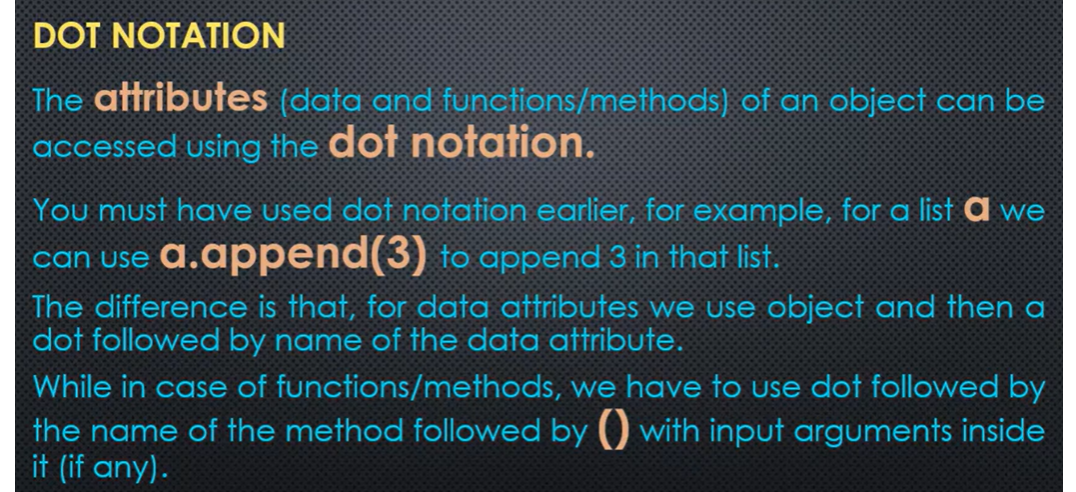 DOT NOTATION
The attributes (data and functions/methods) of an object can be
accessed using the dot notation.
You must have used dot notation earlier, for example, for a list a we
can use a.append(3) to append 3 in that list.
The difference is that, for data attributes we use object and then a
dot followed by name of the data attribute.
While in case of functions/methods, we have to use dot followed by
the name of the method followed by () with input arguments inside
it (if any).